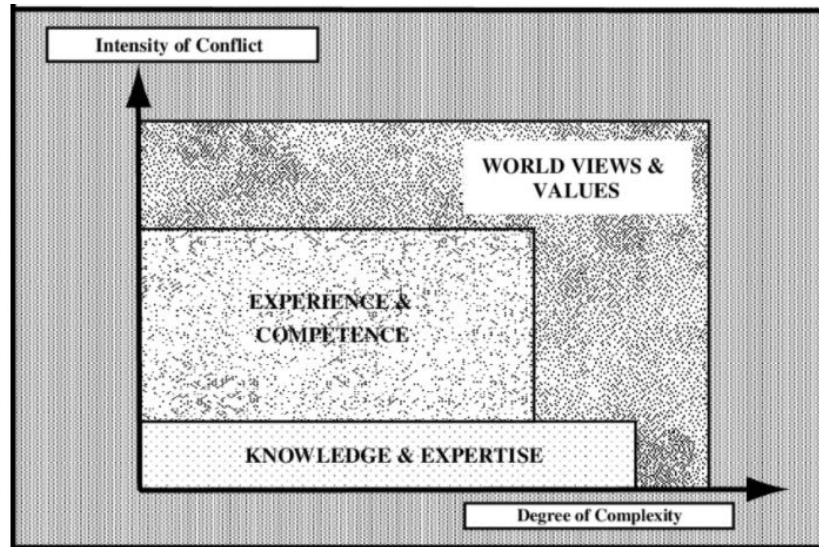 Intensity of Conflict
WORLD VIEWS &
VALUES
EXPERIENCE &
COMPETENCE
KNOWLEDGE & EXPERTISE
Degree of Complexity